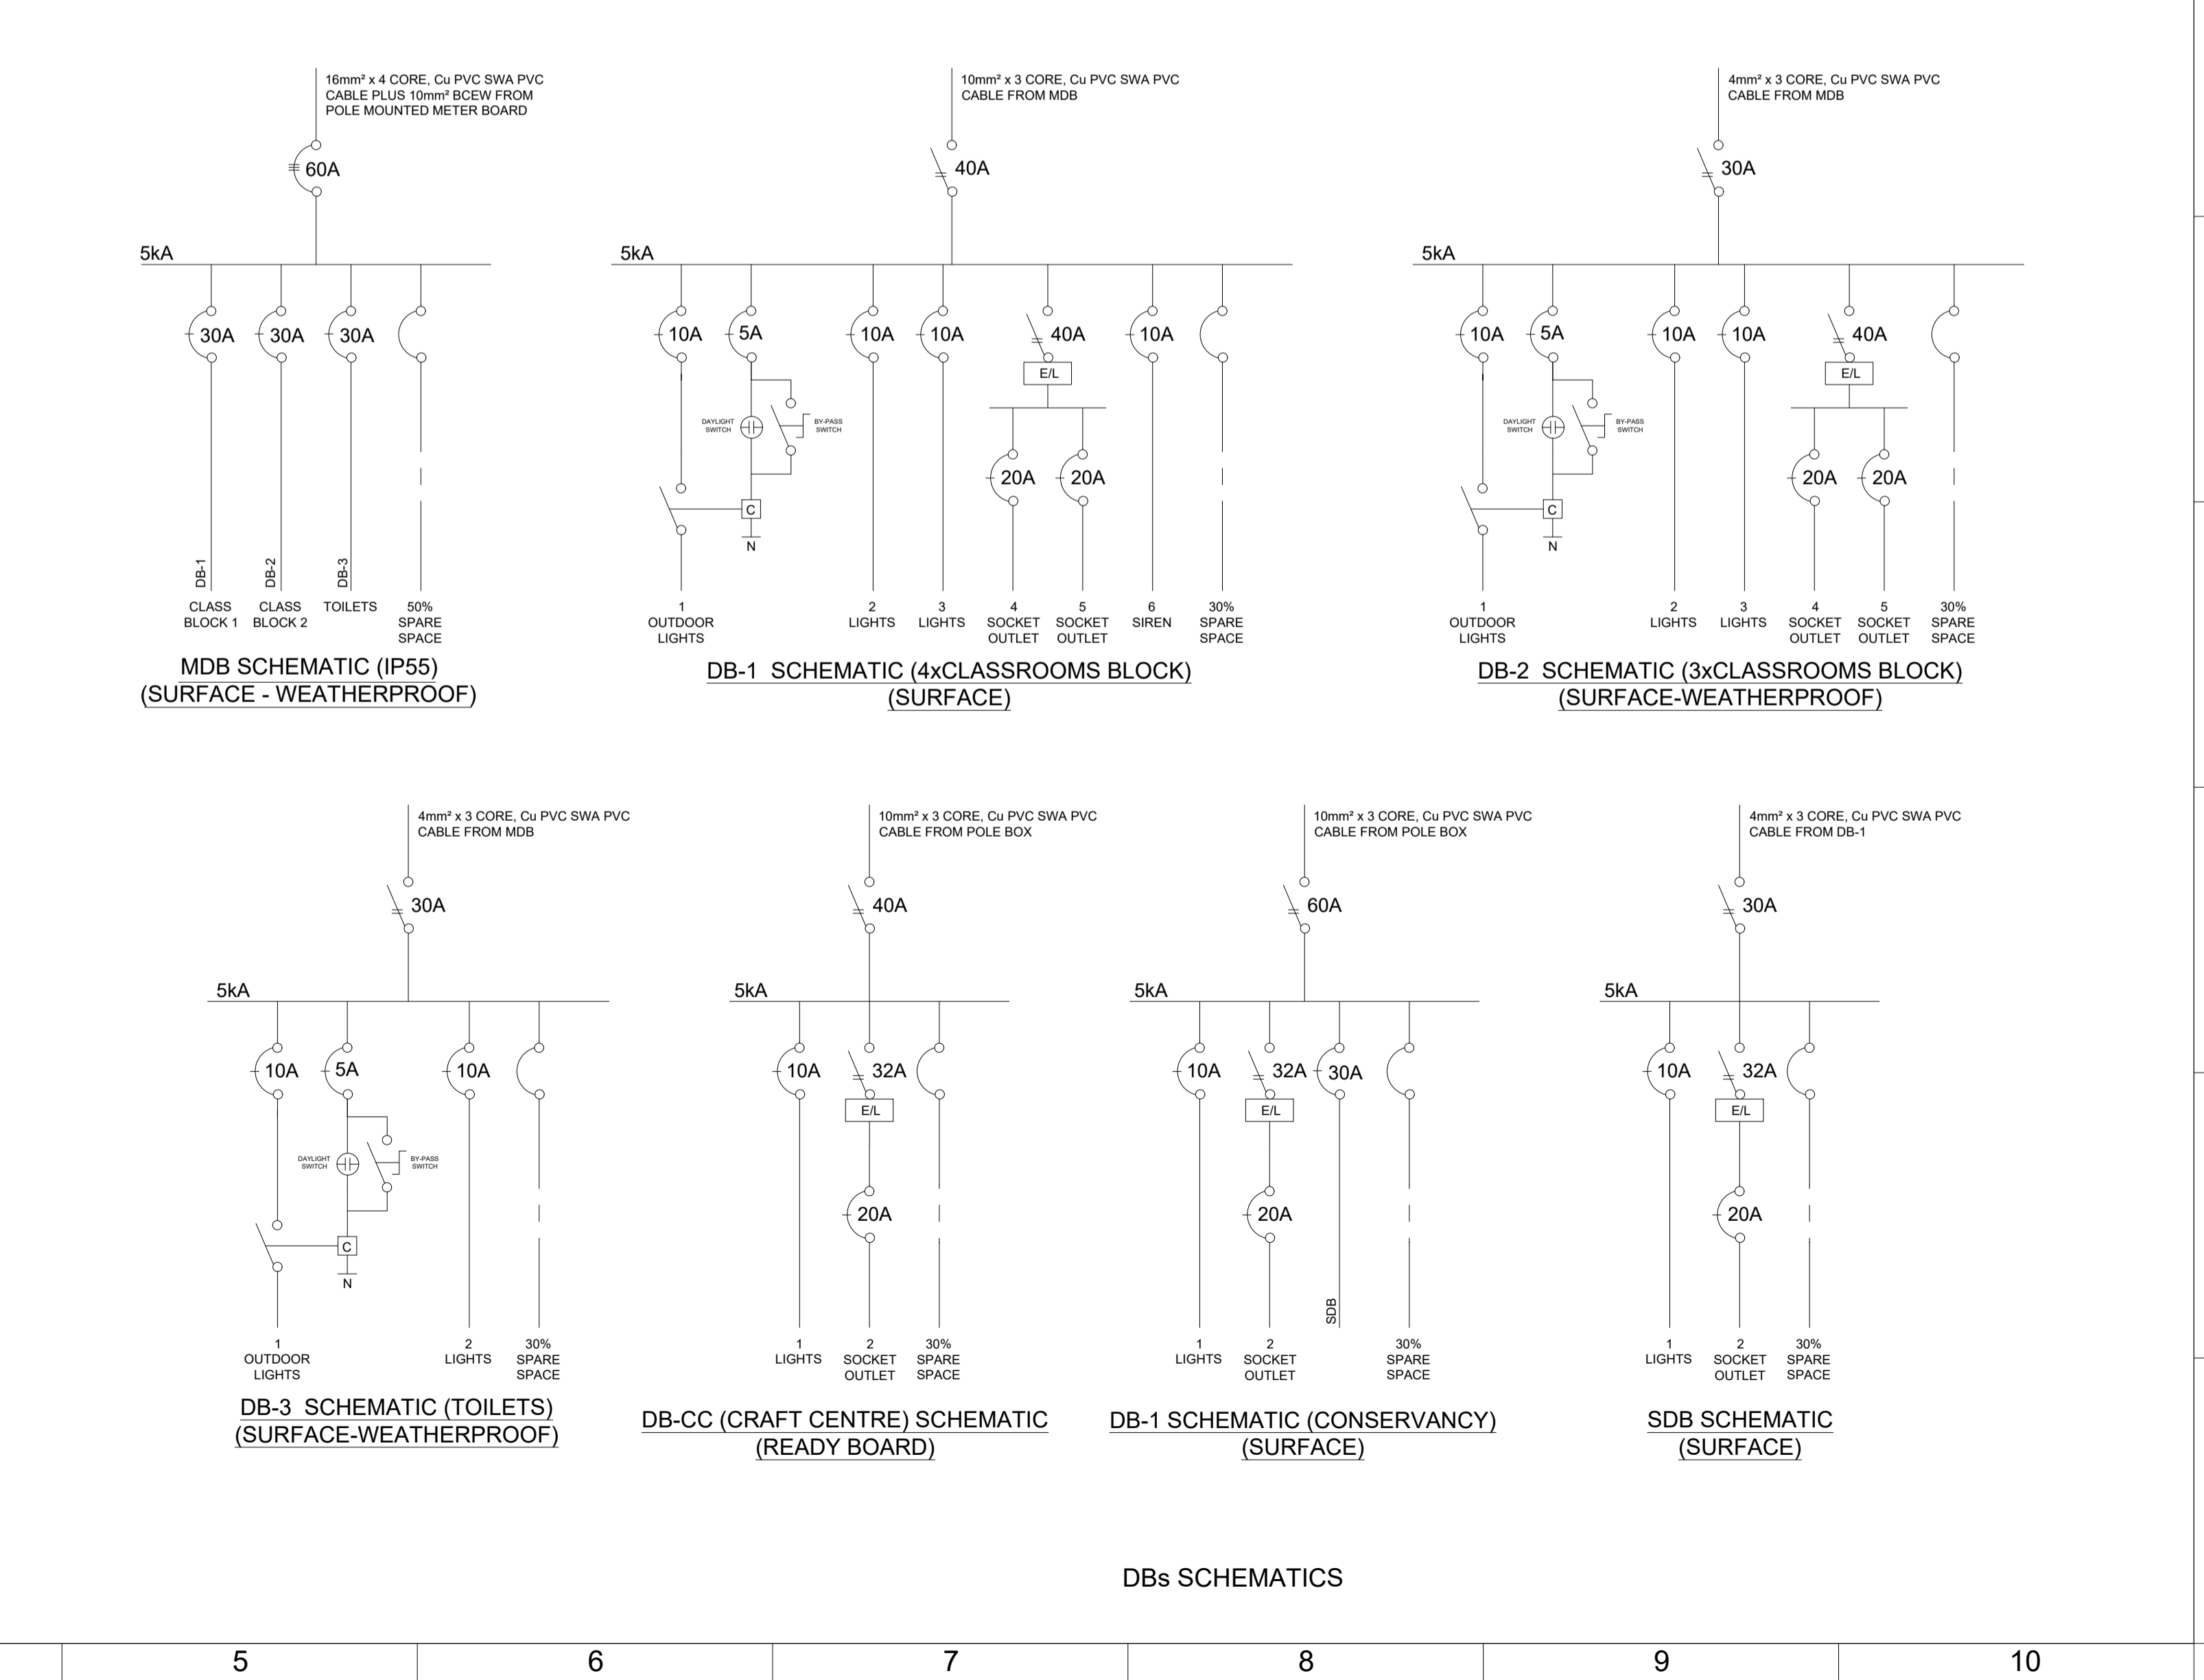 16mm² x 4 CORE, Cu PVC SWA PVC
CABLE PLUS 10mm² BCEW FROM
POLE MOUNTED METER BOARD
60A
5kA
30A
30A
30A
DB-1
DB-2
DB-3
CLASS
BLOCK 1
CLASS
BLOCK 2
TOILETS
50%
SPARE
SPACE
MDB SCHEMATIC (IP55)
(SURFACE - WEATHERPROOF)
10mm² x 3 CORE, Cu PVC SWA PVC
CABLE FROM MDB
40A
5kA
10A
5A
10A
10A
40A
10A
E/L
DAYLIGHT
SWITCH
BY-PASS
SWITCH
20A
20A
C
N
1
OUTDOOR
LIGHTS
2
LIGHTS
3
LIGHTS
4
SOCKET
OUTLET
5
SOCKET
OUTLET
6
SIREN
30%
SPARE
SPACE
DB-1 SCHEMATIC (4xCLASSROOMS BLOCK)
(SURFACE)
4mm² x 3 CORE, Cu PVC SWA PVC
CABLE FROM MDB
30A
5kA
10A
5A
10A
10A
40A
E/L
DAYLIGHT
SWITCH
BY-PASS
SWITCH
20A
20A
C
N
1
OUTDOOR
LIGHTS
2
LIGHTS
3
LIGHTS
4
SOCKET
OUTLET
5
SOCKET
OUTLET
30%
SPARE
SPACE
DB-2 SCHEMATIC (3xCLASSROOMS BLOCK)
(SURFACE-WEATHERPROOF)
4mm² x 3 CORE, Cu PVC SWA PVC
CABLE FROM MDB
30A
5kA
10A
5A
10A
DAYLIGHT
SWITCH
BY-PASS
SWITCH
C
N
1
OUTDOOR
LIGHTS
2
LIGHTS
30%
SPARE
SPACE
DB-3 SCHEMATIC (TOILETS)
(SURFACE-WEATHERPROOF)
10mm² x 3 CORE, Cu PVC SWA PVC
CABLE FROM POLE BOX
40A
5kA
10A
32A
E/L
20A
1
LIGHTS
2
SOCKET
OUTLET
30%
SPARE
SPACE
DB-CC (CRAFT CENTRE) SCHEMATIC
(READY BOARD)
10mm² x 3 CORE, Cu PVC SWA PVC
CABLE FROM POLE BOX
60A
5kA
10A
32A
30A
E/L
20A
SDB
1
LIGHTS
2
SOCKET
OUTLET
30%
SPARE
SPACE
DB-1 SCHEMATIC (CONSERVANCY)
(SURFACE)
4mm² x 3 CORE, Cu PVC SWA PVC
CABLE FROM DB-1
30A
5kA
10A
32A
E/L
20A
1
LIGHTS
2
SOCKET
OUTLET
30%
SPARE
SPACE
SDB SCHEMATIC
(SURFACE)
DBs SCHEMATICS
5
6
7
8
9
10